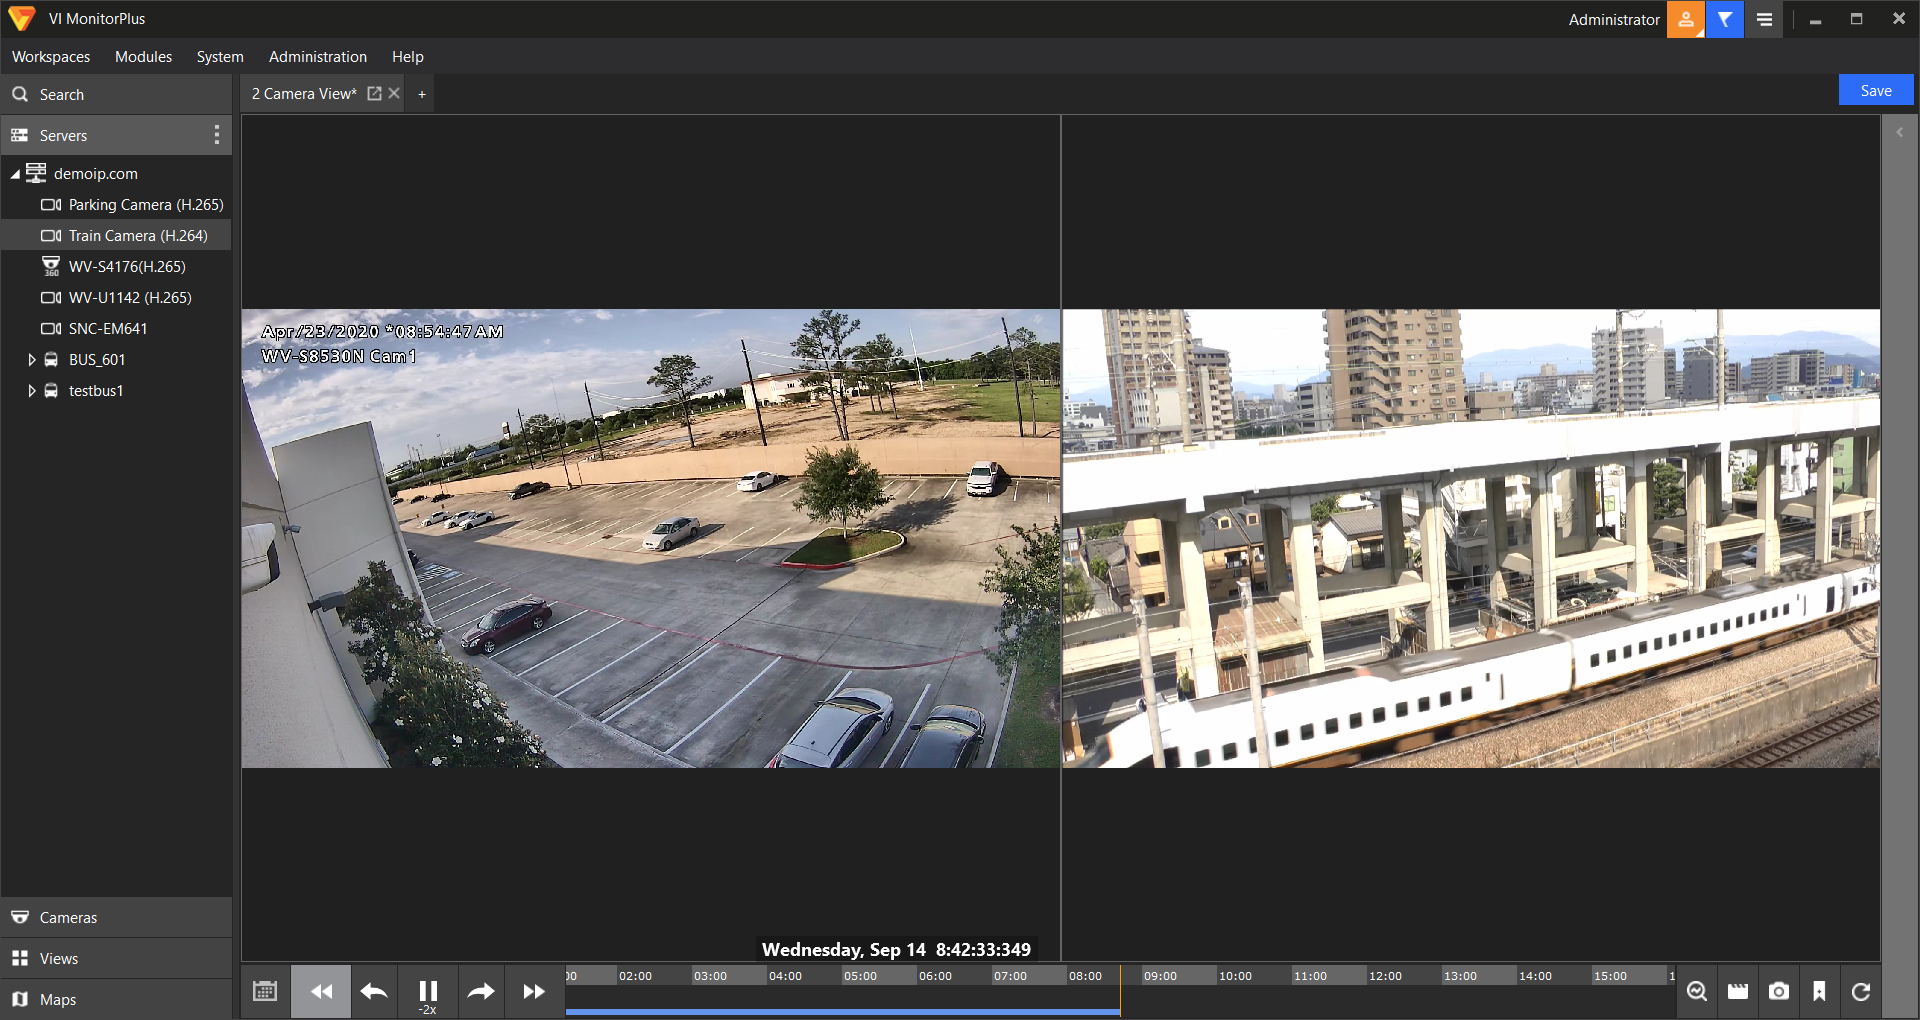 VI MonitorPlus
Administrator
Workspaces Modules System Administration Help
Search
2 Camera View*
+
Save
Servers
demoip.com
Parking Camera (H.265)
Train Camera (H.264)
360
WV-S4176(H.265)
WV-U1142 (H.265)
SNC-EM641
BUS_601
testbus1
Apr/23/2020 *08:54:47AM
WV-S8530N Cam1
Cameras
Views
Maps
Wednesday, Sep 14 8:42:33:349
-2x
00 02:00 03:00 04:00 05:00 06:00 07:00 08:00 09:00 10:00 11:00 12:00 13:00 14:00 15:00 1